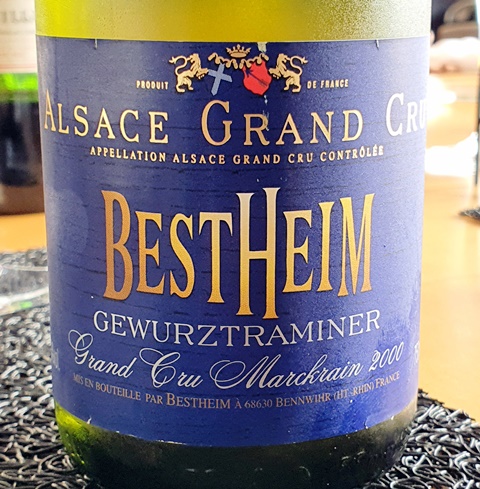 PRODUIT DE FRANCE
ALSACE GRAND CRU
APPELLATION ALSACE GRAND CRU CONTRÔLÉE
BESTHEIM
GEWURZTRAMINER
Grand Cru Marckrain 2000
MIS EN BOUTEILLE PAR BESTHEIM À 68630 BENNWIHR (HT-RHIN) FRANCE